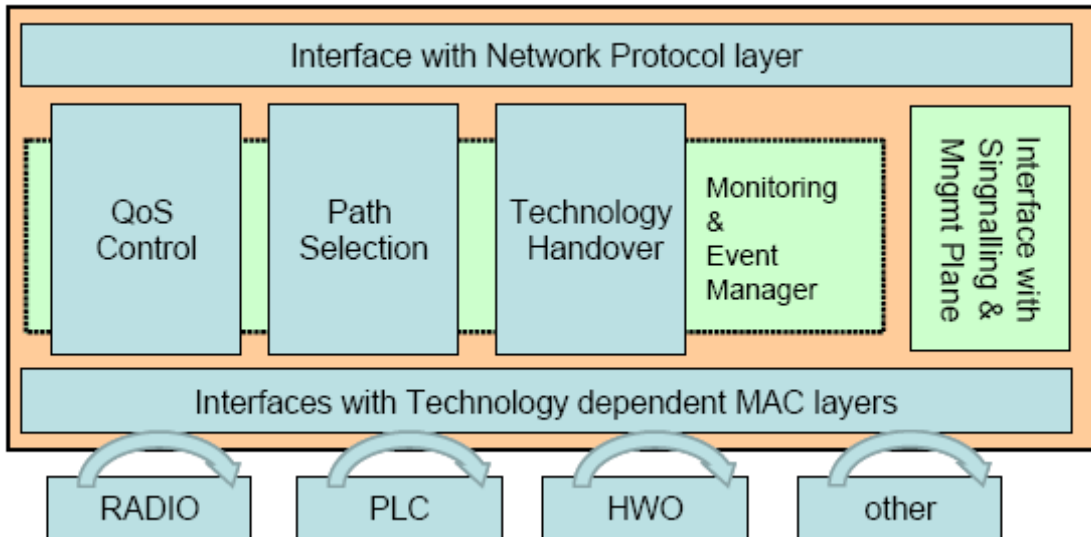 Interface with Network Protocol layer
QoS
Control
Path
Selection
Technology
Handover
Monitoring
&
Event
Manager
Interface with
Singnalling &
Mngmt Plane
Interfaces with Technology dependent MAC layers
RADIO
PLC
HWO
other